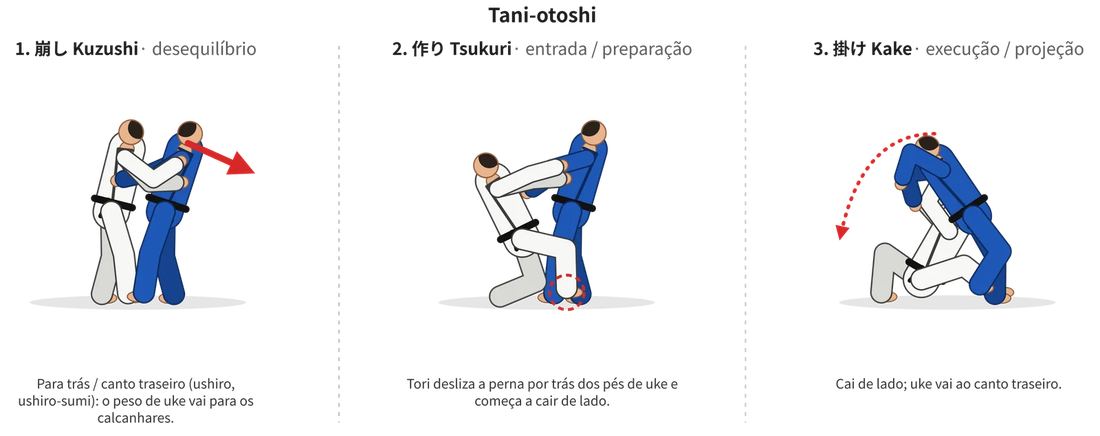 Tani-otoshi
1. 崩し Kuzushi · desequilíbrio
Para trás / canto traseiro (ushiro,
ushiro-sumi): o peso de uke vai para os
calcanhares.
2. 作り Tsukuri · entrada / preparação
Tori desliza a perna por trás dos pés de uke e
começa a cair de lado.
3. 掛け Kake · execução / projeção
Cai de lado; uke vai ao canto traseiro.